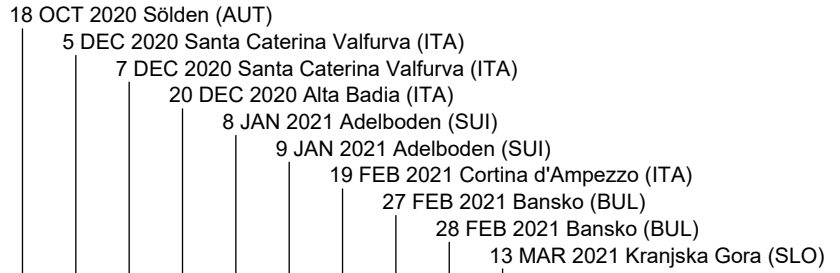 18 OCT 2020 Sölden (AUT)
5 DEC 2020 Santa Caterina Valfurva (ITA)
7 DEC 2020 Santa Caterina Valfurva (ITA)
20 DEC 2020 Alta Badia (ITA)
8 JAN 2021 Adelboden (SUI)
9 JAN 2021 Adelboden (SUI)
19 FEB 2021 Cortina d'Ampezzo (ITA)
27 FEB 2021 Bansko (BUL)
28 FEB 2021 Bansko (BUL)
13 MAR 2021 Kranjska Gora (SLO)